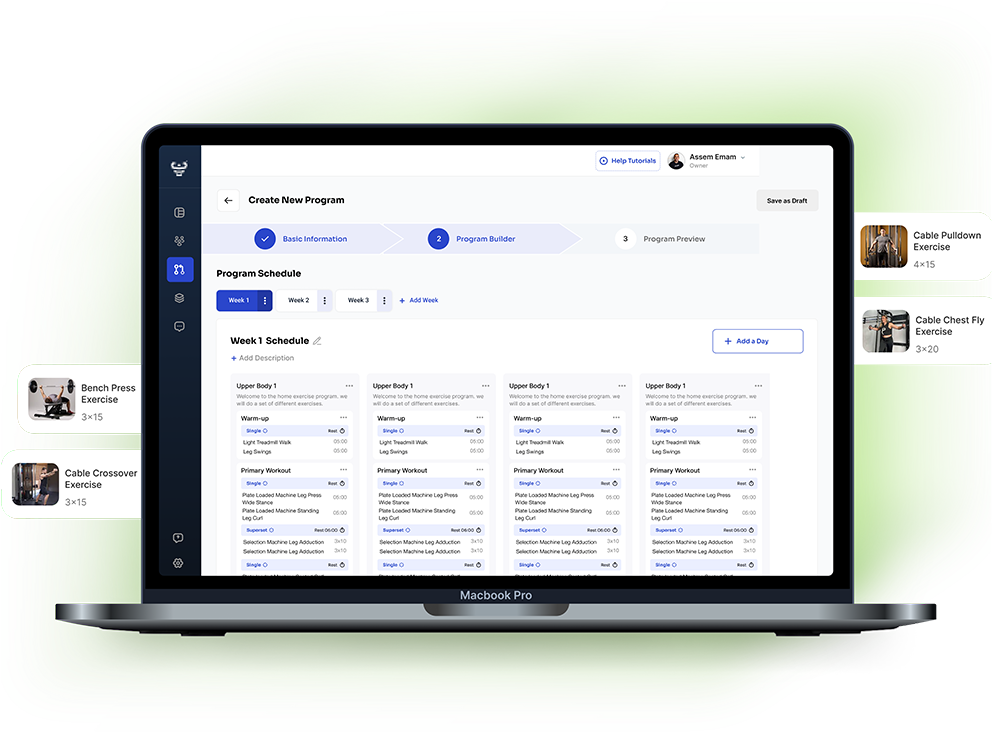 Help Tutorials
Assem Emam
Owner
Create New Program
Save as Draft
Basic Information
2
Program Builder
3
Program Preview
Program Schedule
Week 1
Week 2
Week 3
+ Add Week
Week 1 Schedule
+ Add a Day
+ Add Description
Upper Body 1
Welcome to the home exercise program. we
will do a set of different exercises.
Warm-up
Single
Rest
Light Treadmill Walk
05:00
Leg Swings
05:00
Primary Workout
Single
Rest
Plate Loaded Machine Leg Press
Wide Stance
05:00
Plate Loaded Machine Standing
Leg Curl
05:00
Superset
Rest 06:00
Selection Machine Leg Adduction
3x10
Selection Machine Leg Adduction
3x10
Single
Rest
Upper Body 1
Welcome to the home exercise program. we
will do a set of different exercises.
Warm-up
Single
Rest
Light Treadmill Walk
05:00
Leg Swings
05:00
Primary Workout
Single
Rest
Plate Loaded Machine Leg Press
Wide Stance
05:00
Plate Loaded Machine Standing
Leg Curl
05:00
Superset
Rest 06:00
Selection Machine Leg Adduction
3x10
Selection Machine Leg Adduction
3x10
Single
Rest
Upper Body 1
Welcome to the home exercise program. we
will do a set of different exercises.
Warm-up
Single
Rest
Light Treadmill Walk
05:00
Leg Swings
05:00
Primary Workout
Single
Rest
Plate Loaded Machine Leg Press
Wide Stance
05:00
Plate Loaded Machine Standing
Leg Curl
05:00
Superset
Rest 06:00
Selection Machine Leg Adduction
3x10
Selection Machine Leg Adduction
3x10
Single
Rest
Upper Body 1
Welcome to the home exercise program. we
will do a set of different exercises.
Warm-up
Single
Rest
Light Treadmill Walk
05:00
Leg Swings
05:00
Primary Workout
Single
Rest
Plate Loaded Machine Leg Press
Wide Stance
05:00
Plate Loaded Machine Standing
Leg Curl
05:00
Superset
Rest 06:00
Selection Machine Leg Adduction
3x10
Selection Machine Leg Adduction
3x10
Single
Rest
Macbook Pro
Bench Press
Exercise
3×15
Cable Crossover
Exercise
3×15
Cable Pulldown
Exercise
4×15
Cable Chest Fly
Exercise
3×20